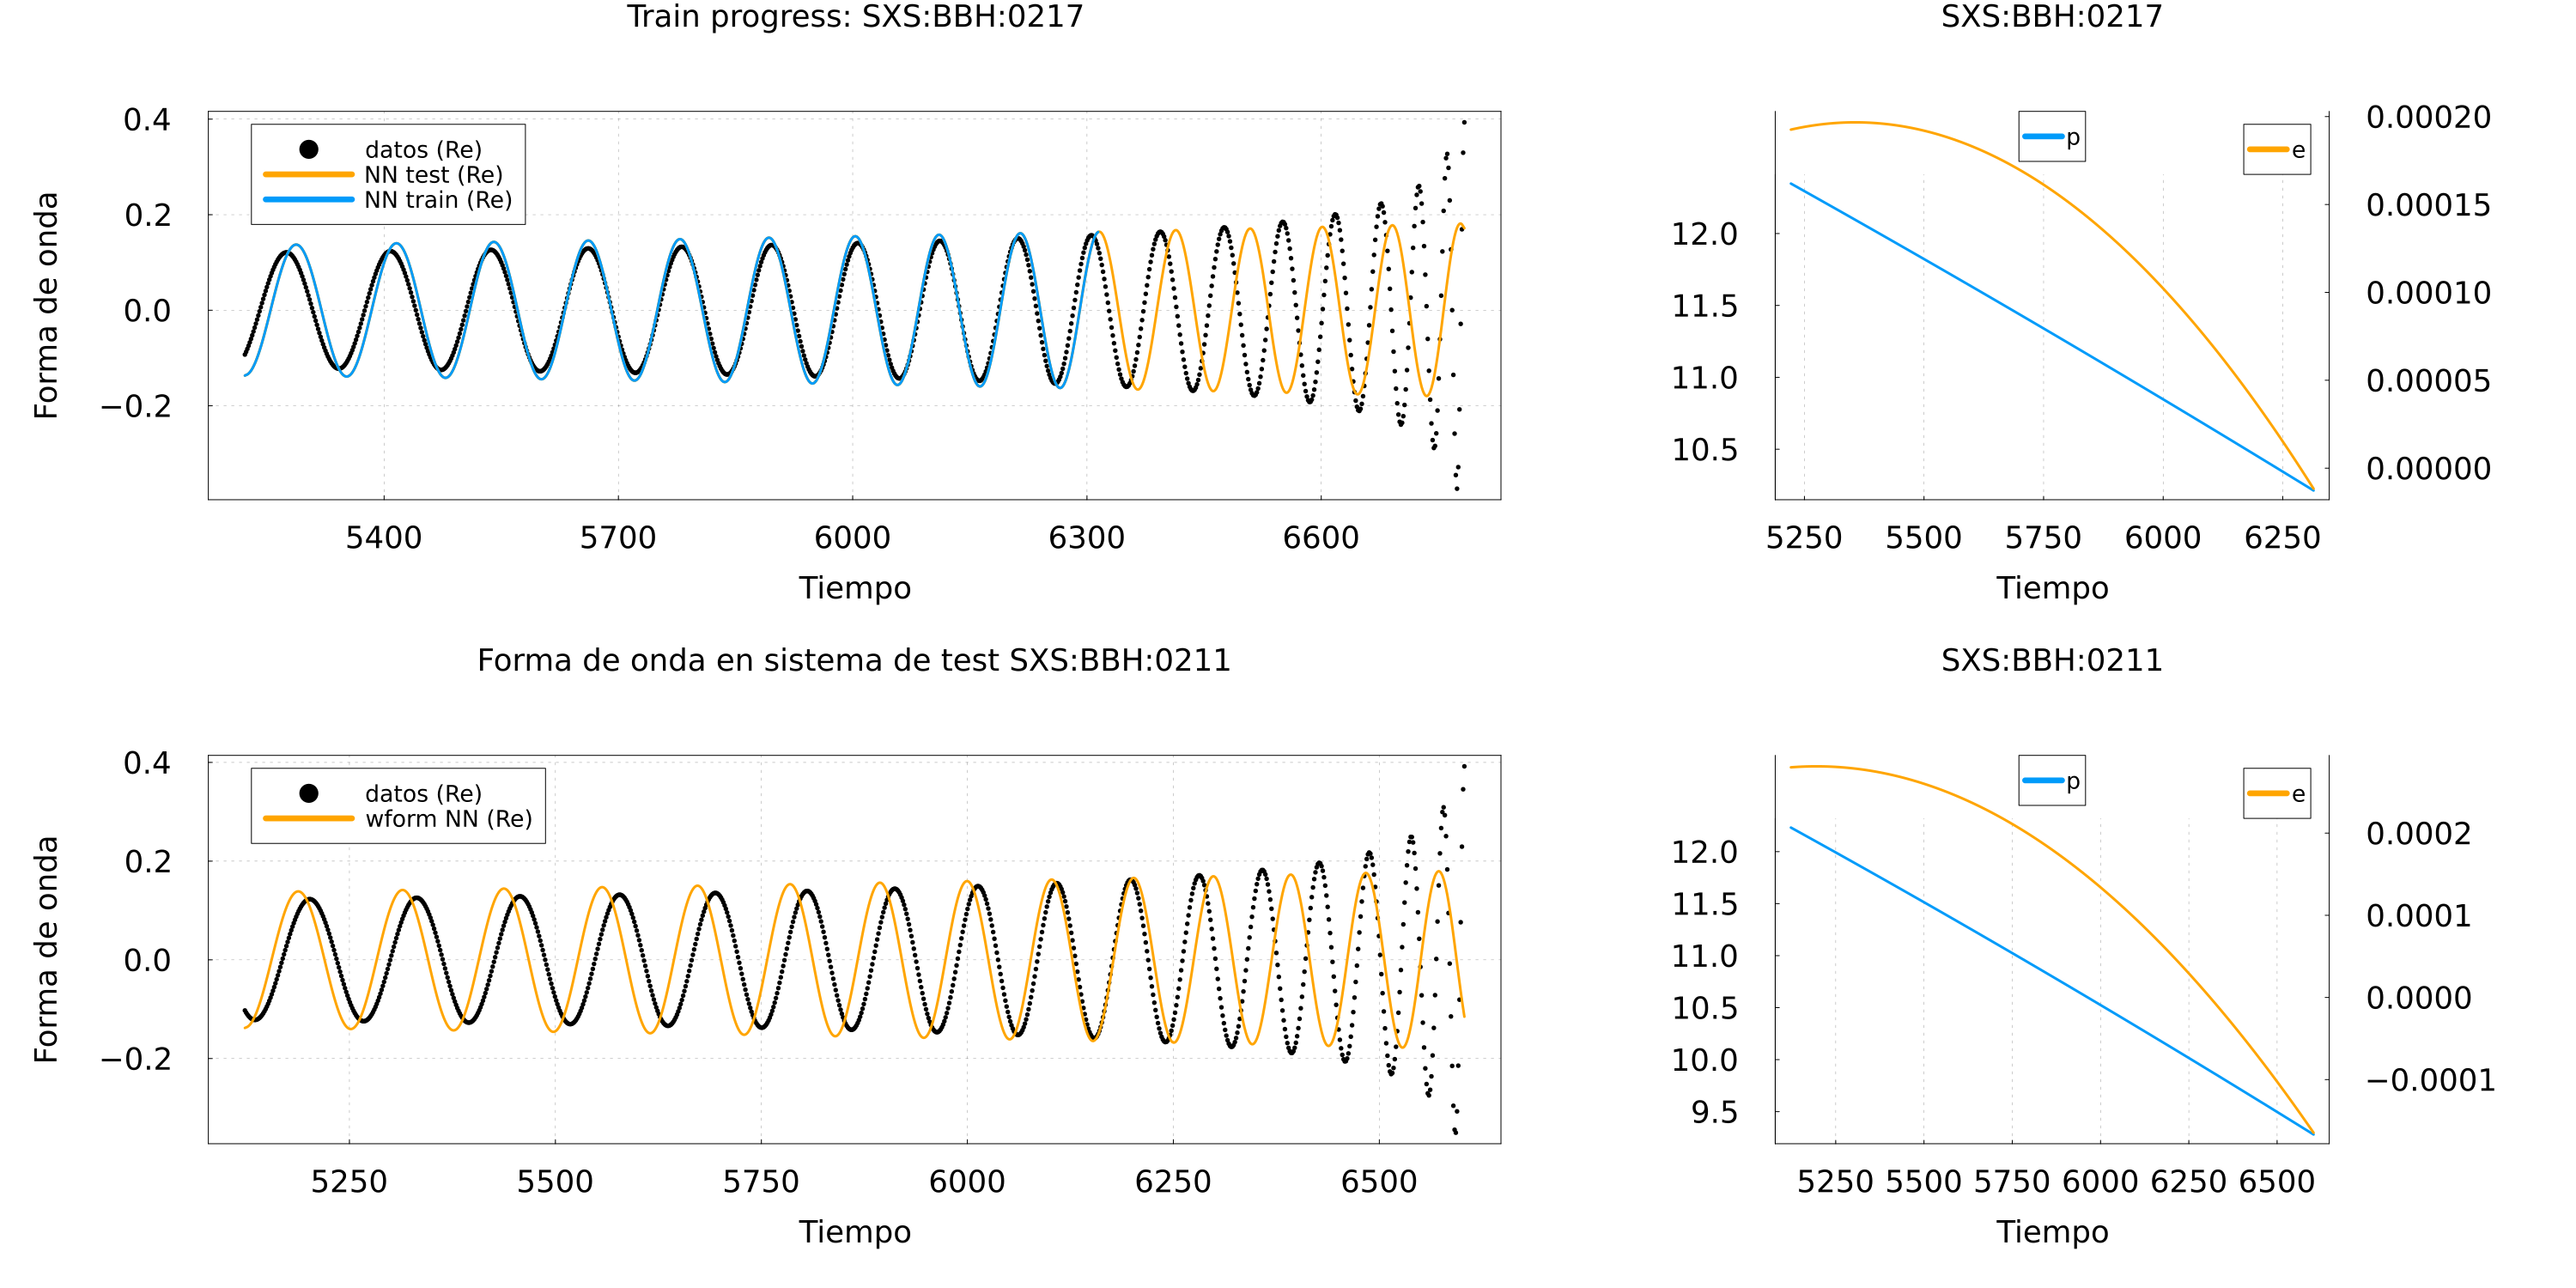 Train progress: SXS:BBH:0217
0.4
0.2
0.0
−0.2
Forma de onda
datos (Re)
NN test (Re)
NN train (Re)
5400 5700 6000 6300 6600
Tiempo
SXS:BBH:0217
12.0
11.5
11.0
10.5
p
e
0.00020
0.00015
0.00010
0.00005
0.00000
5250 5500 5750 6000 6250
Tiempo
Forma de onda en sistema de test SXS:BBH:0211
0.4
0.2
0.0
−0.2
Forma de onda
datos (Re)
wform NN (Re)
5250 5500 5750 6000 6250 6500
Tiempo
SXS:BBH:0211
12.0
11.5
11.0
10.5
10.0
9.5
p
e
0.0002
0.0001
0.0000
−0.0001
5250 5500 5750 6000 6250 6500
Tiempo